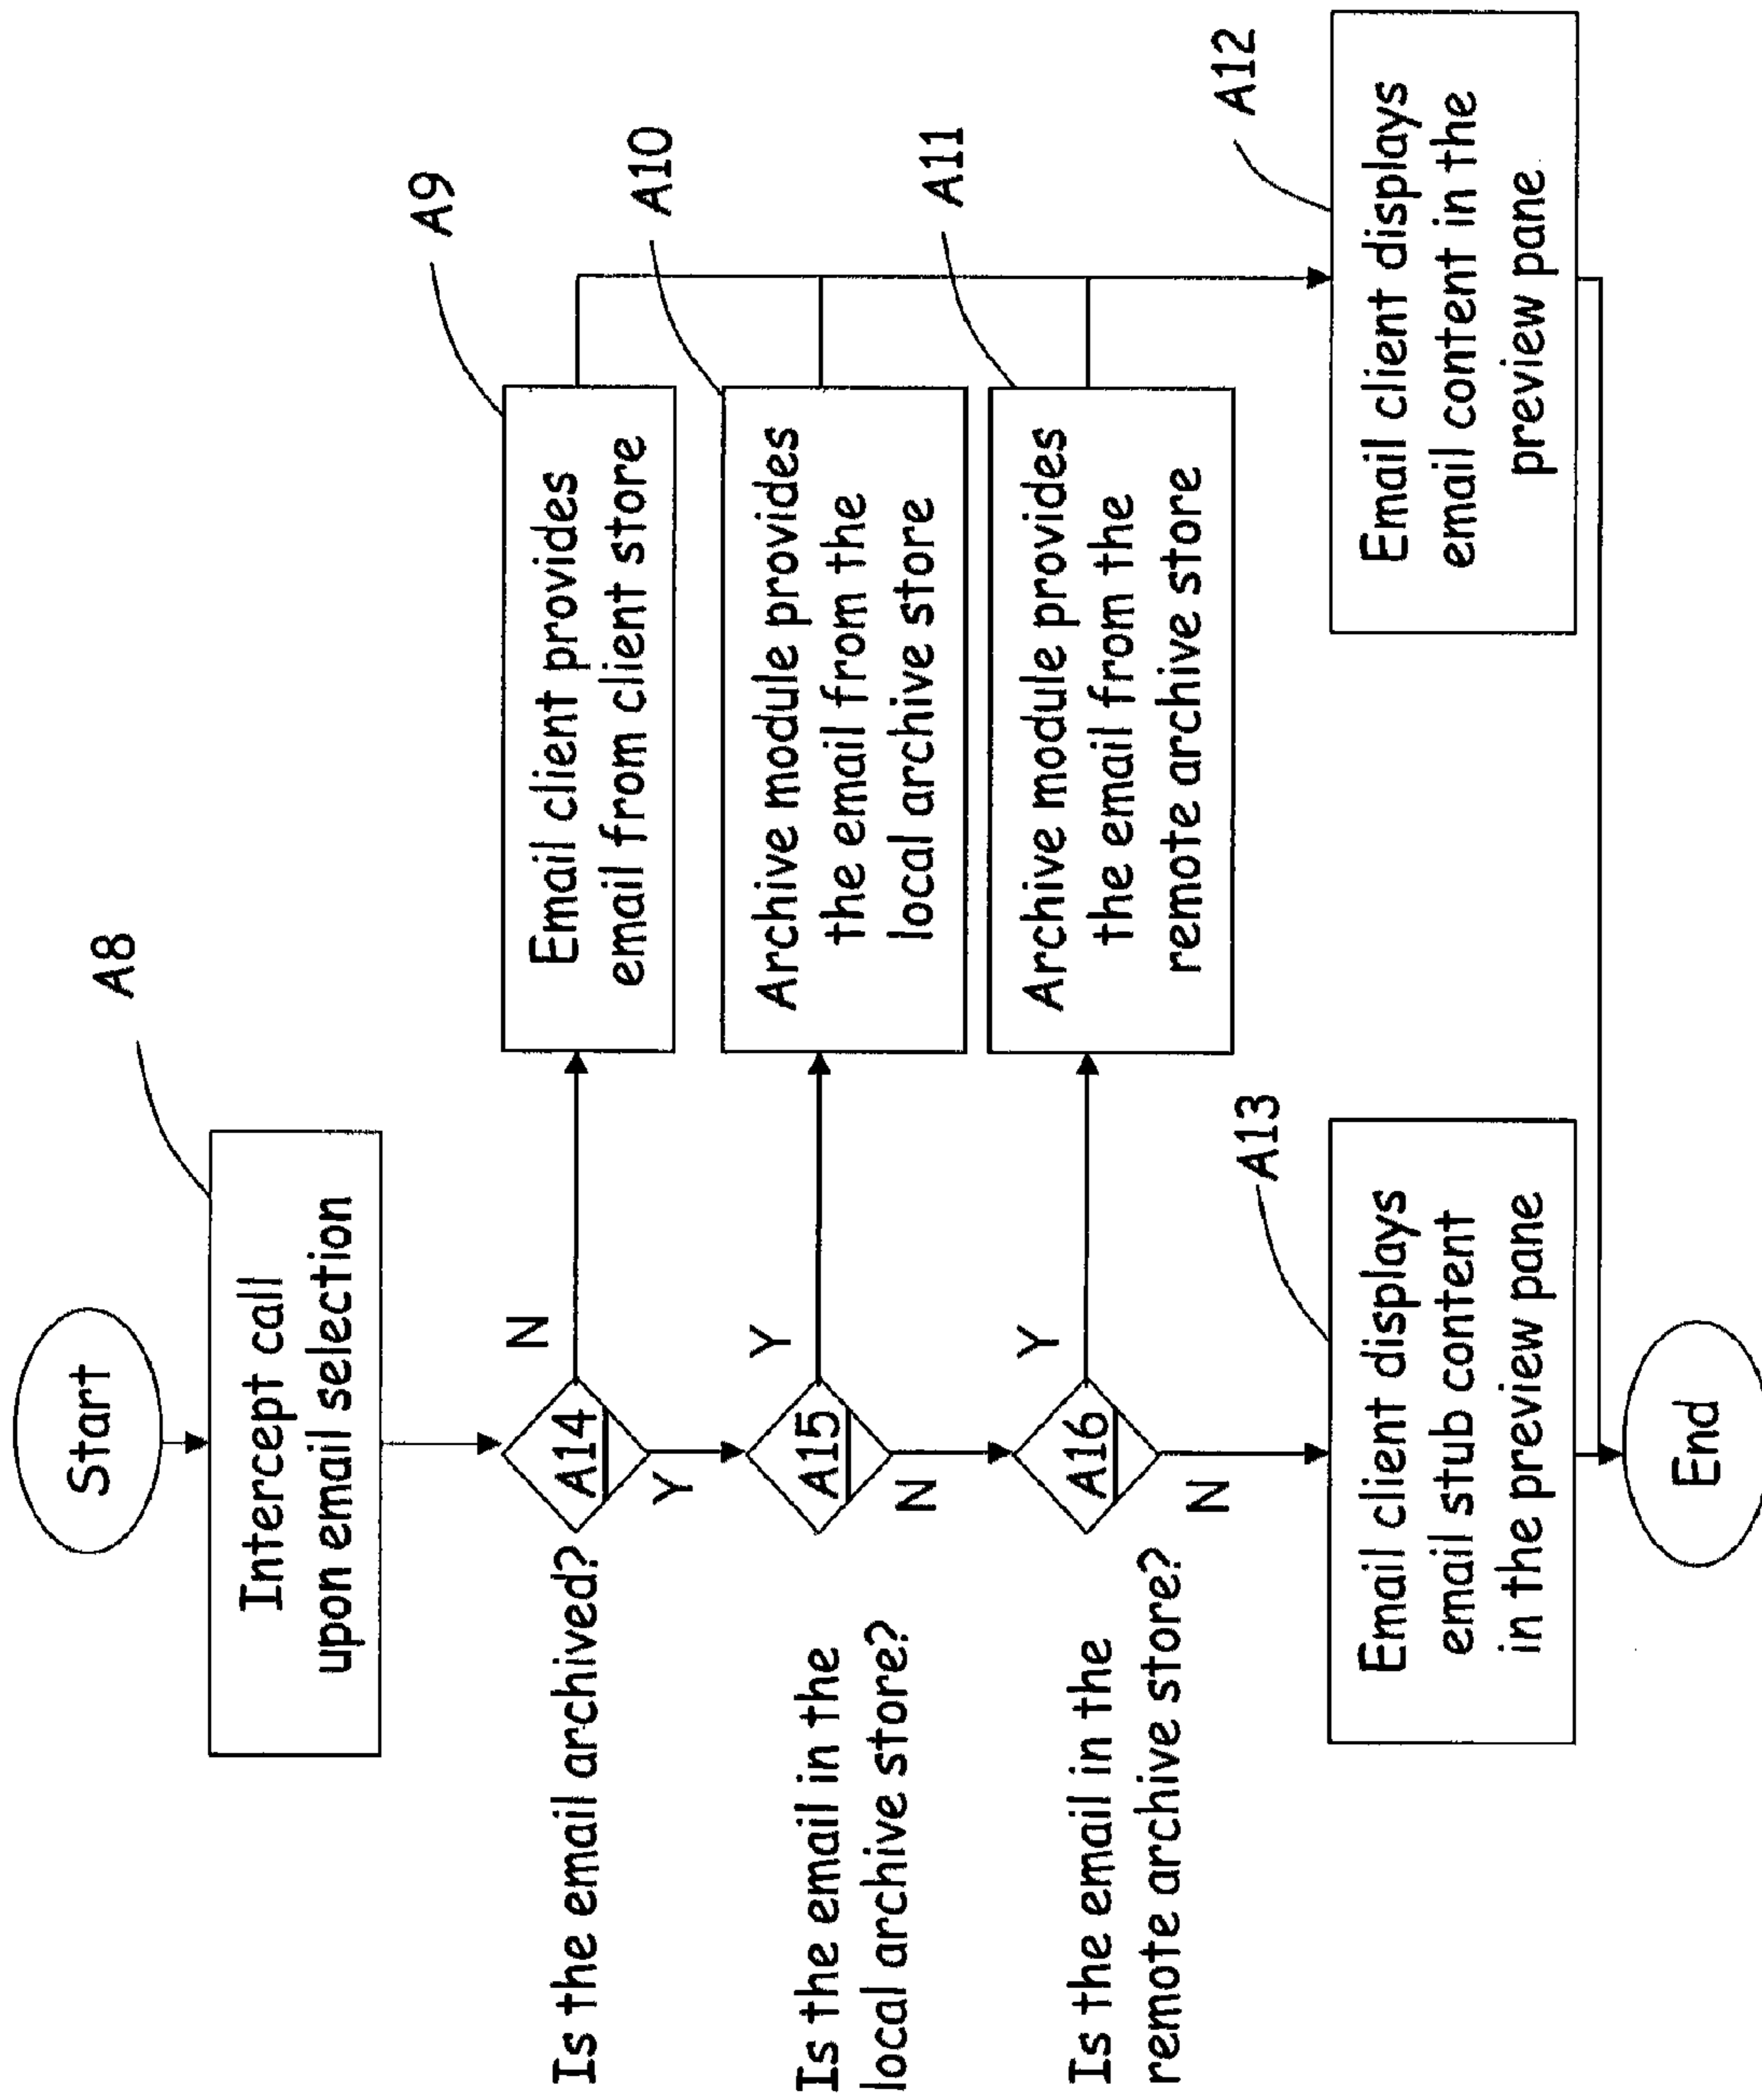 Start
A8
Intercept call
upon email selection
Is the email archived?
A14
N
Y
A9
Email client provides
email from client store
Is the email in the
local archive store?
A15
Y
N
A10
Archive module provides
the email from the
local archive store
Is the email in the
remote archive store?
A16
Y
N
A11
Archive module provides
the email from the
remote archive store
A13
Email client displays
email stub content
in the preview pane
A12
Email client displays
email content in the
preview pane
End